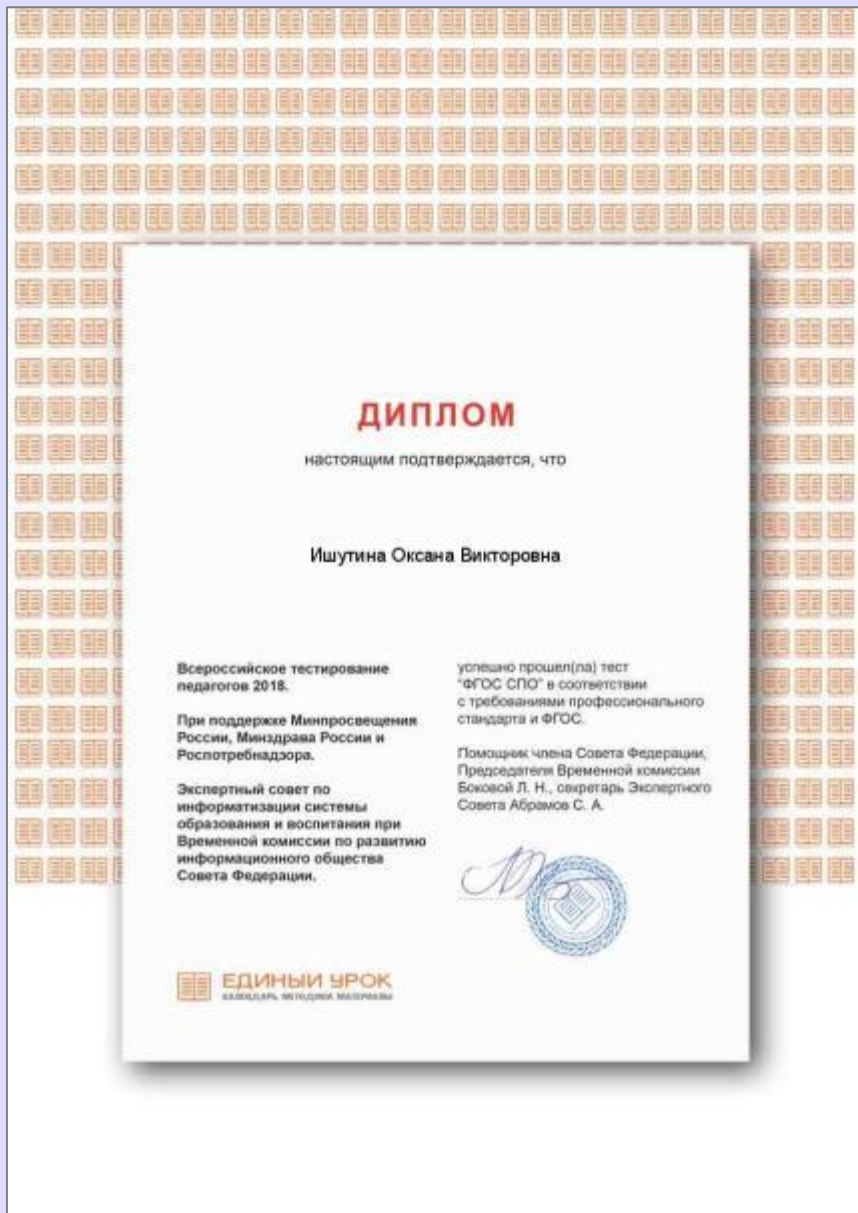 ДИПЛОМ
настоящим подтверждается, что
Ишутина Оксана Викторовна
Всероссийское тестирование
педагогов 2018.
При поддержке Минпросвещения
России, Минздрава России и
Роспотребнадзора.
Экспертный совет по
информатизации системы
образования и воспитания при
Временной комиссии по развитию
информационного общества
Совета Федерации.
успешно прошел(ла) тест
"ФГОС СПО" в соответствии
с требованиями профессионального
стандарта и ФГОС.
Помощник члена Совета Федерации,
Председателя Временной комиссии
Боковой Л. Н., секретарь Экспертного
Совета Абрамов С. А.
ЕДИНЫЙ УРОК
КАЛЕНДАРЬ МЕТОДИКА МАТЕРИАЛЫ